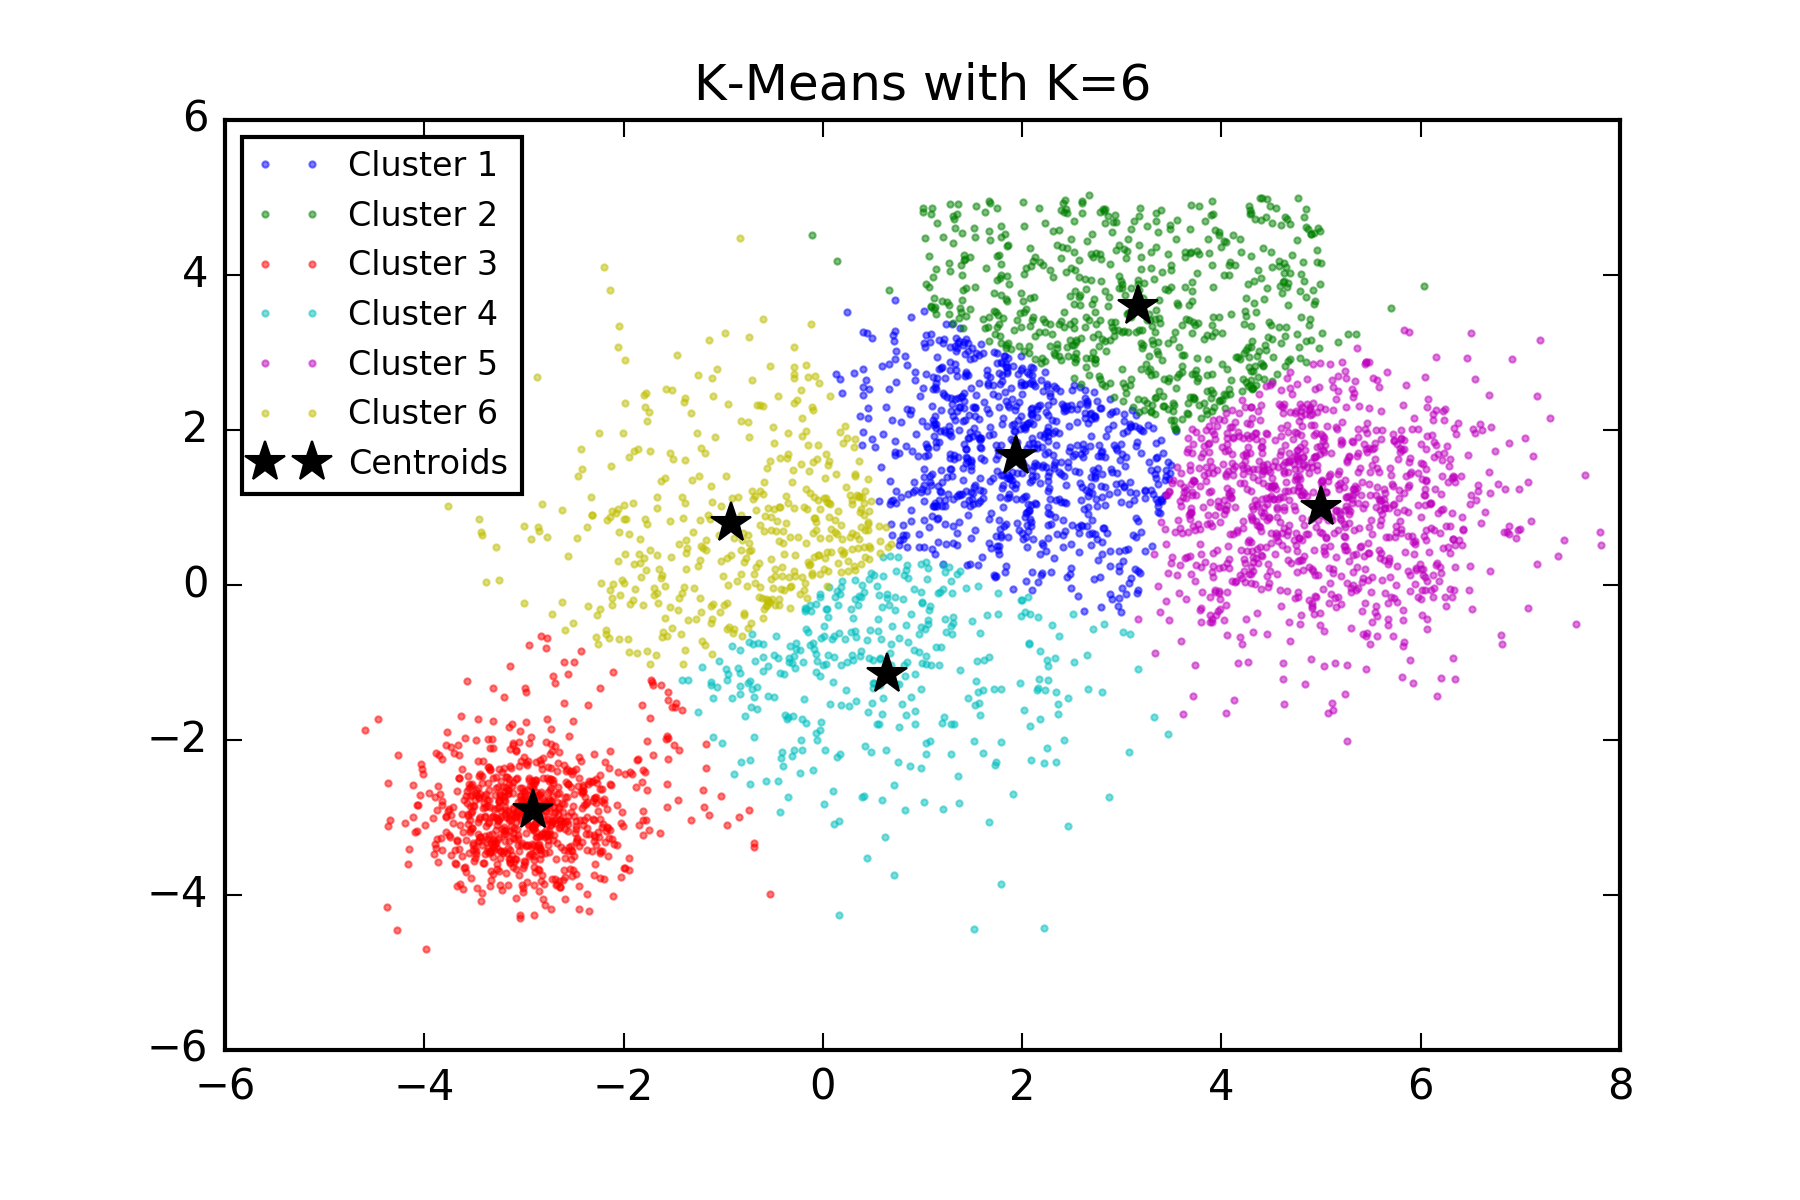 K-Means with K=6
6
4
2
0
−2
−4
−6
Cluster 1
Cluster 2
Cluster 3
Cluster 4
Cluster 5
Cluster 6
Centroids
−6 −4 −2 0 2 4 6 8